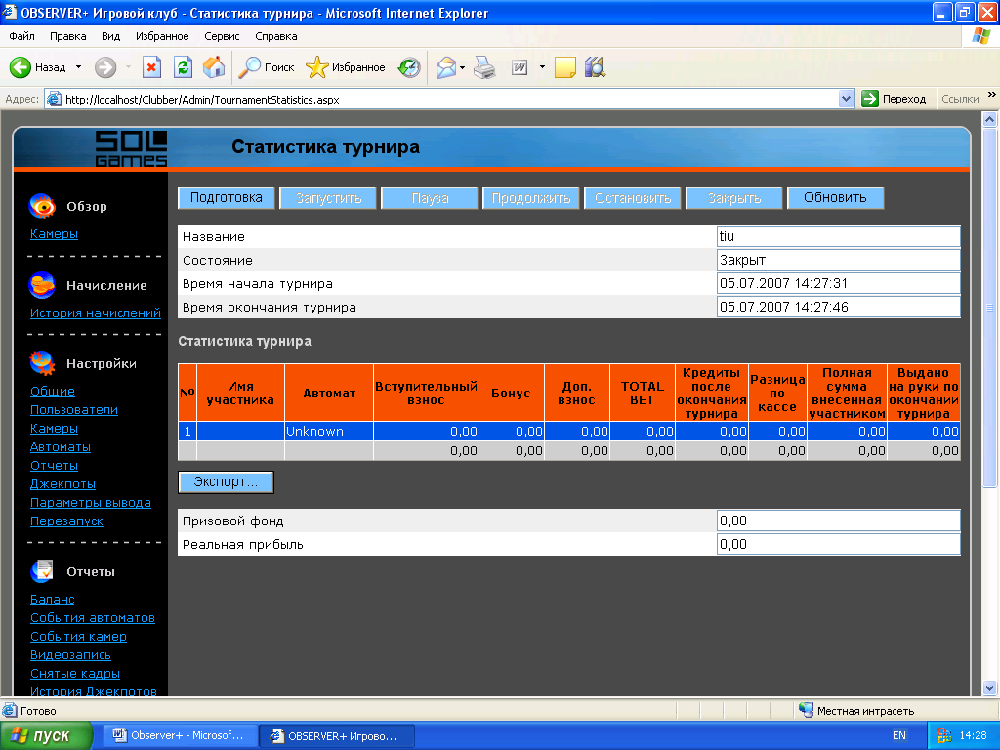 OBSERVER+ Игровой клуб - Статистика турнира - Microsoft Internet Explorer
Файл Правка Вид Избранное Сервис Справка
Назад Поиск Избранное W
Адрес: http://localhost/Clubber/Admin/TournamentStatistics.aspx Переход Ссылки »
SOL GAMES
Статистика турнира
Обзор
Камеры
Начисление
История начислений
Настройки
Общие
Пользователи
Камеры
Автоматы
Отчеты
Джекпоты
Параметры вывода
Перезапуск
Отчеты
Баланс
События автоматов
События камер
Видеозапись
Снятые кадры
История Джекпотов
Подготовка Запустить Пауза Продолжить Остановить Закрыть Обновить
Название tiu
Состояние Закрыт
Время начала турнира 05.07.2007 14:27:31
Время окончания турнира 05.07.2007 14:27:46
Статистика турнира
№ Имя участника Автомат Вступительный взнос Бонус Доп. взнос TOTAL BET Кредиты после окончания турнира Разница по кассе Полная сумма внесенная участником Выдано на руки по окончании турнира
1 Unknown 0,00 0,00 0,00 0,00 0,00 0,00 0,00 0,00
0,00 0,00 0,00 0,00 0,00 0,00 0,00 0,00
Экспорт...
Призовой фонд 0,00
Реальная прибыль 0,00
Готово Местная интрасеть
пуск Observer+ - Microsof... OBSERVER+ Игрово... EN 14:28